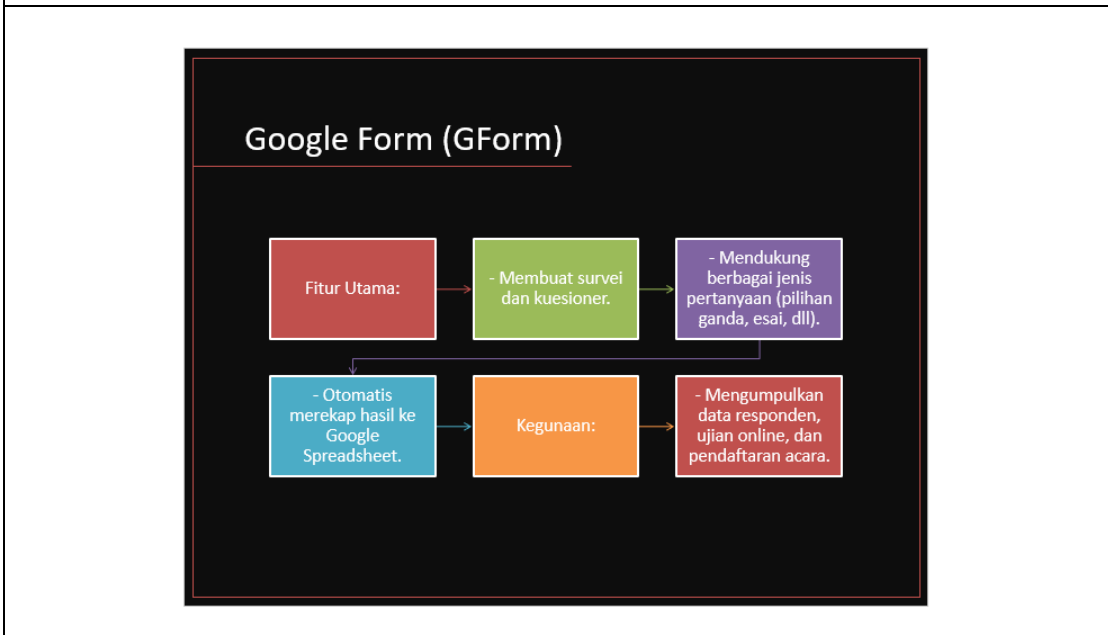 Google Form (GForm)
Fitur Utama:
- Membuat survei
dan kuesioner.
- Mendukung
berbagai jenis
pertanyaan (pilihan
ganda, esai, dll).
- Otomatis
merekap hasil ke
Google
Spreadsheet.
Kegunaan:
- Mengumpulkan
data responden,
ujian online, dan
pendaftaran acara.